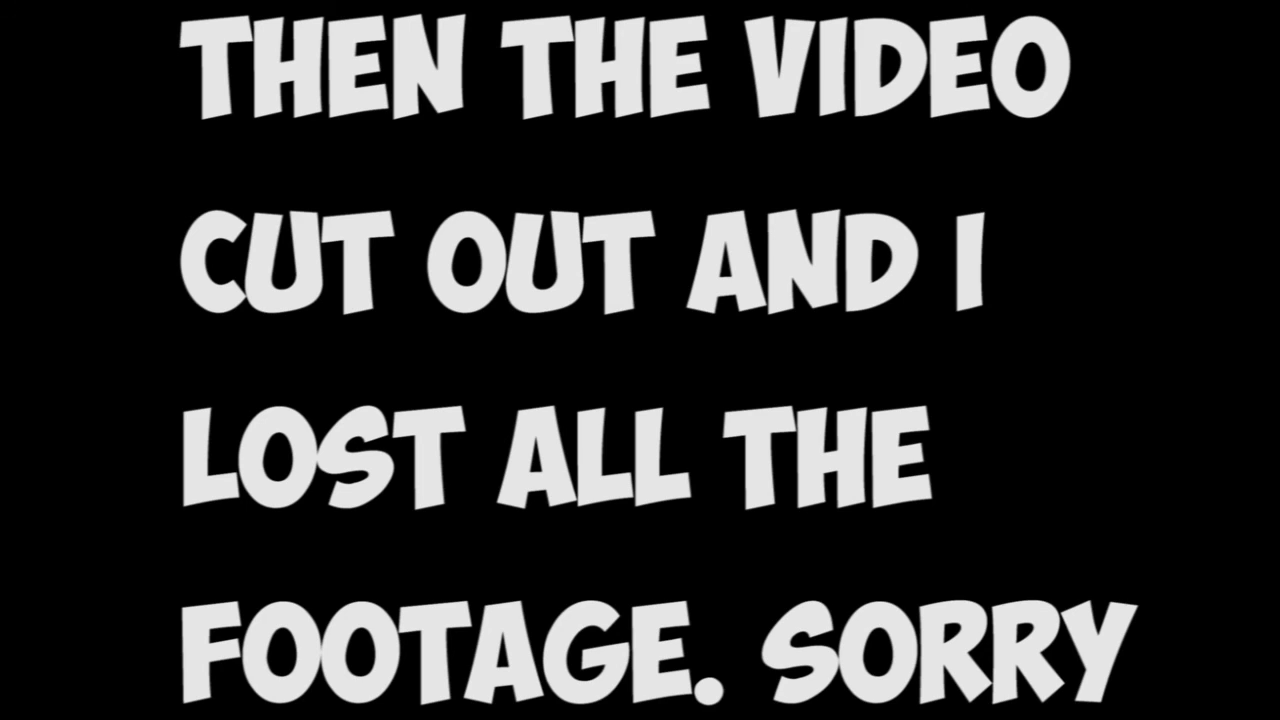 THEN THE VIDEO
CUT OUT AND I
LOST ALL THE
FOOTAGE. SORRY